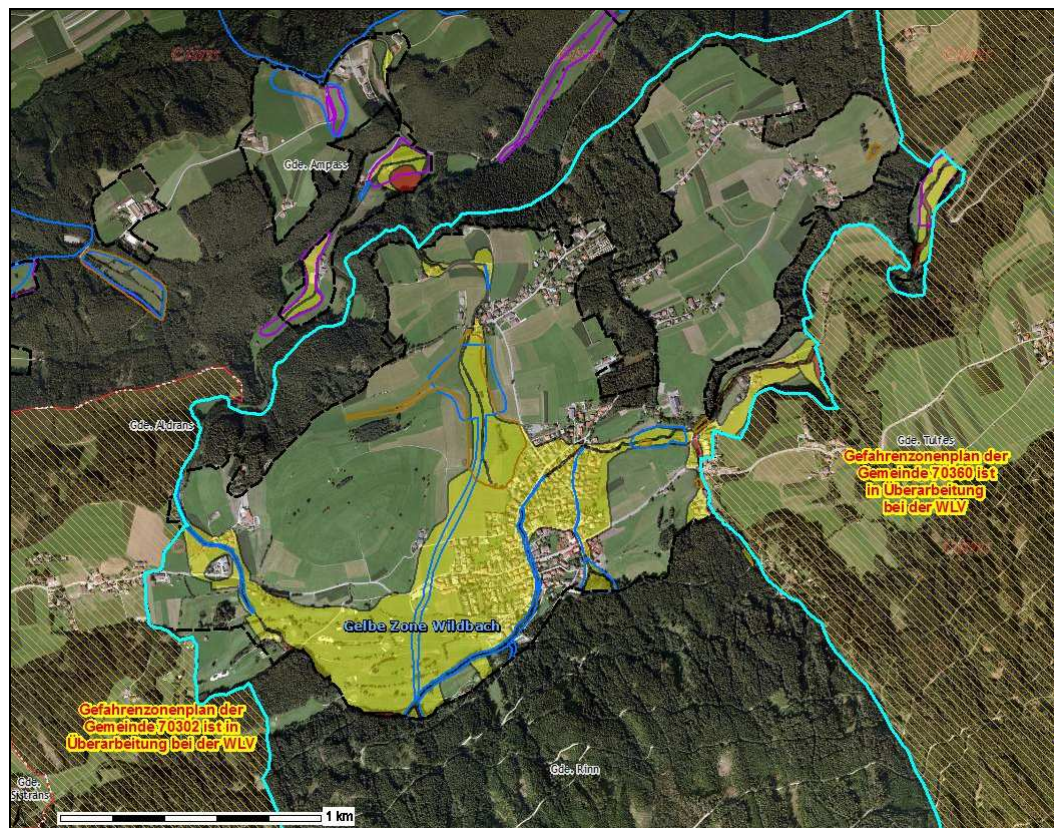 Gde. Ampass
Gde. Aldrans
Gde. Tulfes
Gefahrenzonenplan der
Gemeinde 70360 ist
in Überarbeitung
bei der WLV
Gelbe Zone Wildbach
Gefahrenzonenplan der
Gemeinde 70302 ist in
Überarbeitung bei der WLV
Gde. Rinn
Gde.
Sistrans
1 km